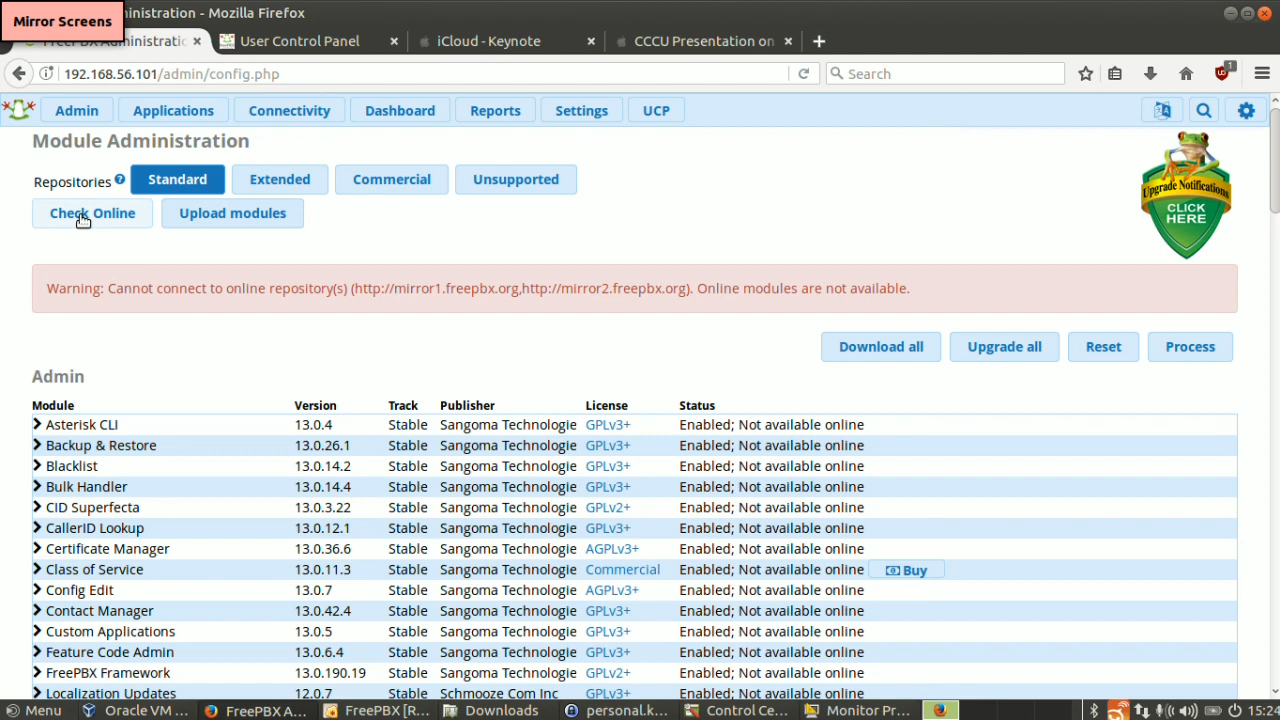 Mirror Screens
ministration - Mozilla Firefox
FreePBX Administratic
User Control Panel
iCloud - Keynote
CCCU Presentation on
192.168.56.101/admin/config.php
Search
1
Admin
Applications
Connectivity
Dashboard
Reports
Settings
UCP
Module Administration
Repositories
Standard
Extended
Commercial
Unsupported
Check Online
Upload modules
Upgrade Notifications
CLICK
HERE
Warning: Cannot connect to online repository(s) (http://mirror1.freepbx.org,http://mirror2.freepbx.org). Online modules are not available.
Download all
Upgrade all
Reset
Process
Admin
Module Version Track Publisher License Status
Asterisk CLI 13.0.4 Stable Sangoma Technologie GPLv3+ Enabled; Not available online
Backup & Restore 13.0.26.1 Stable Sangoma Technologie GPLv3+ Enabled; Not available online
Blacklist 13.0.14.2 Stable Sangoma Technologie GPLv3+ Enabled; Not available online
Bulk Handler 13.0.14.4 Stable Sangoma Technologie GPLv3+ Enabled; Not available online
CID Superfecta 13.0.3.22 Stable Sangoma Technologie GPLv2+ Enabled; Not available online
CallerID Lookup 13.0.12.1 Stable Sangoma Technologie GPLv3+ Enabled; Not available online
Certificate Manager 13.0.36.6 Stable Sangoma Technologie AGPLv3+ Enabled; Not available online
Class of Service 13.0.11.3 Stable Sangoma Technologie Commercial Enabled; Not available online Buy
Config Edit 13.0.7 Stable Sangoma Technologie AGPLv3+ Enabled; Not available online
Contact Manager 13.0.42.4 Stable Sangoma Technologie GPLv3+ Enabled; Not available online
Custom Applications 13.0.5 Stable Sangoma Technologie GPLv3+ Enabled; Not available online
Feature Code Admin 13.0.6.4 Stable Sangoma Technologie GPLv3+ Enabled; Not available online
FreePBX Framework 13.0.190.19 Stable Sangoma Technologie GPLv2+ Enabled; Not available online
Localization Updates 12.0.7 Stable Schmooze Com Inc GPLv3+ Enabled; Not available online
Menu
Oracle VM ...
FreePBX A...
FreePBX [R...
Downloads
personal.k...
Control Ce...
Monitor Pr...
15:24